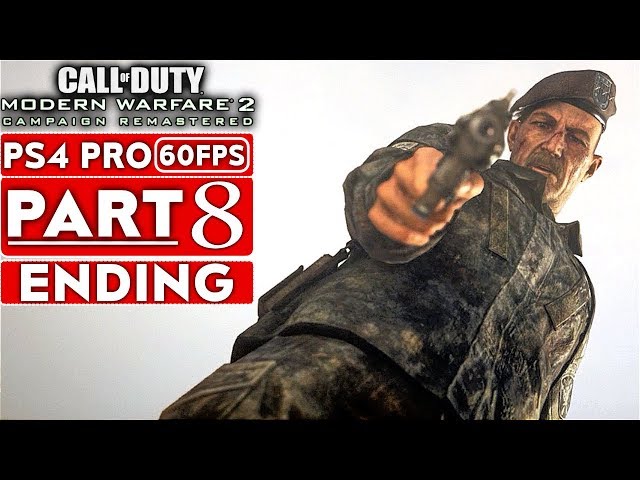 CALL OF DUTY
MODERN WARFARE 2
CAMPAIGN REMASTERED
PS4 PRO 60FPS
PART 8
ENDING